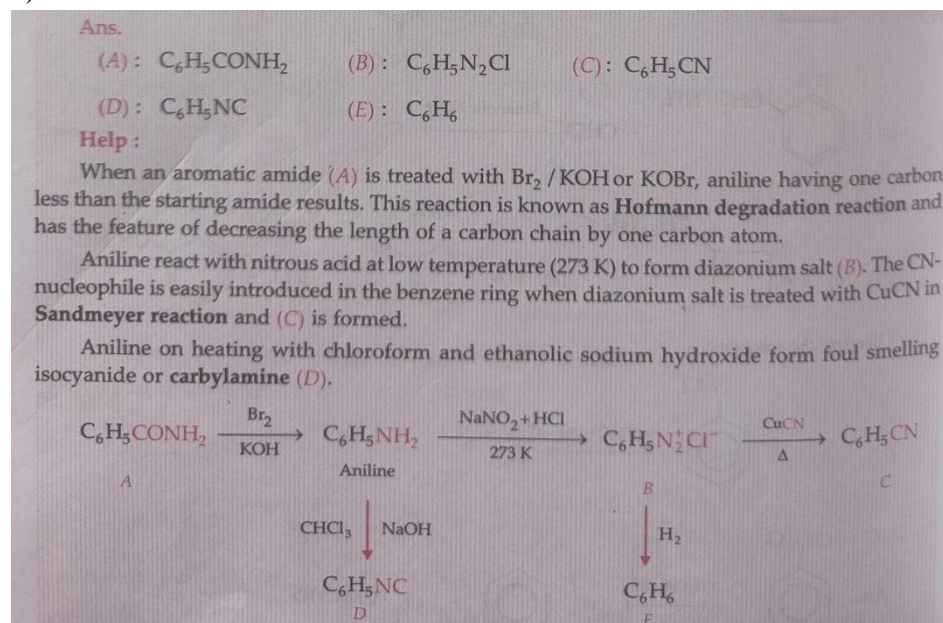 Ans.
(A) : C₆H₅CONH₂ (B) : C₆H₅N₂Cl (C) : C₆H₅CN
(D) : C₆H₅NC (E) : C₆H₆
Help :
When an aromatic amide (A) is treated with Br₂ / KOH or KOBr, aniline having one carbon
less than the starting amide results. This reaction is known as Hofmann degradation reaction and
has the feature of decreasing the length of a carbon chain by one carbon atom.
Aniline react with nitrous acid at low temperature (273 K) to form diazonium salt (B). The CN-
nucleophile is easily introduced in the benzene ring when diazonium salt is treated with CuCN in
Sandmeyer reaction and (C) is formed.
Aniline on heating with chloroform and ethanolic sodium hydroxide form foul smelling
isocyanide or carbylamine (D).
Br₂ NaNO₂ + HCl CuCN
C₆H₅CONH₂ → C₆H₅NH₂ → C₆H₅N₂⁺Cl⁻ → C₆H₅CN
KOH 273 K Δ
Aniline
A B C
CHCl₃ ↓ NaOH ↓ H₂
C₆H₅NC C₆H₆
D E